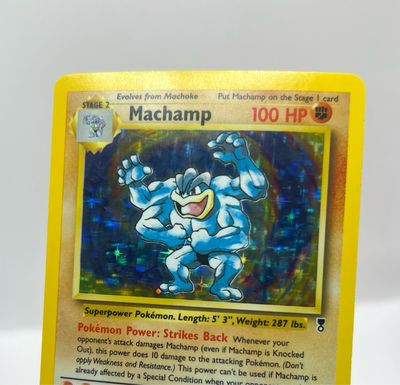 Evolves from Machoke Put Machamp on the Stage 1 card
STAGE 2 Machamp 100 HP
Superpower Pokémon. Length: 5' 3", Weight: 287 lbs.
Pokémon Power: Strikes Back Whenever your
opponent's attack damages Machamp (even if Machamp is Knocked
Out), this power does 10 damage to the attacking Pokémon. (Don't
apply Weakness and Resistance.) This power can't be used if Machamp is
already affected by a Special Condition when your opponent